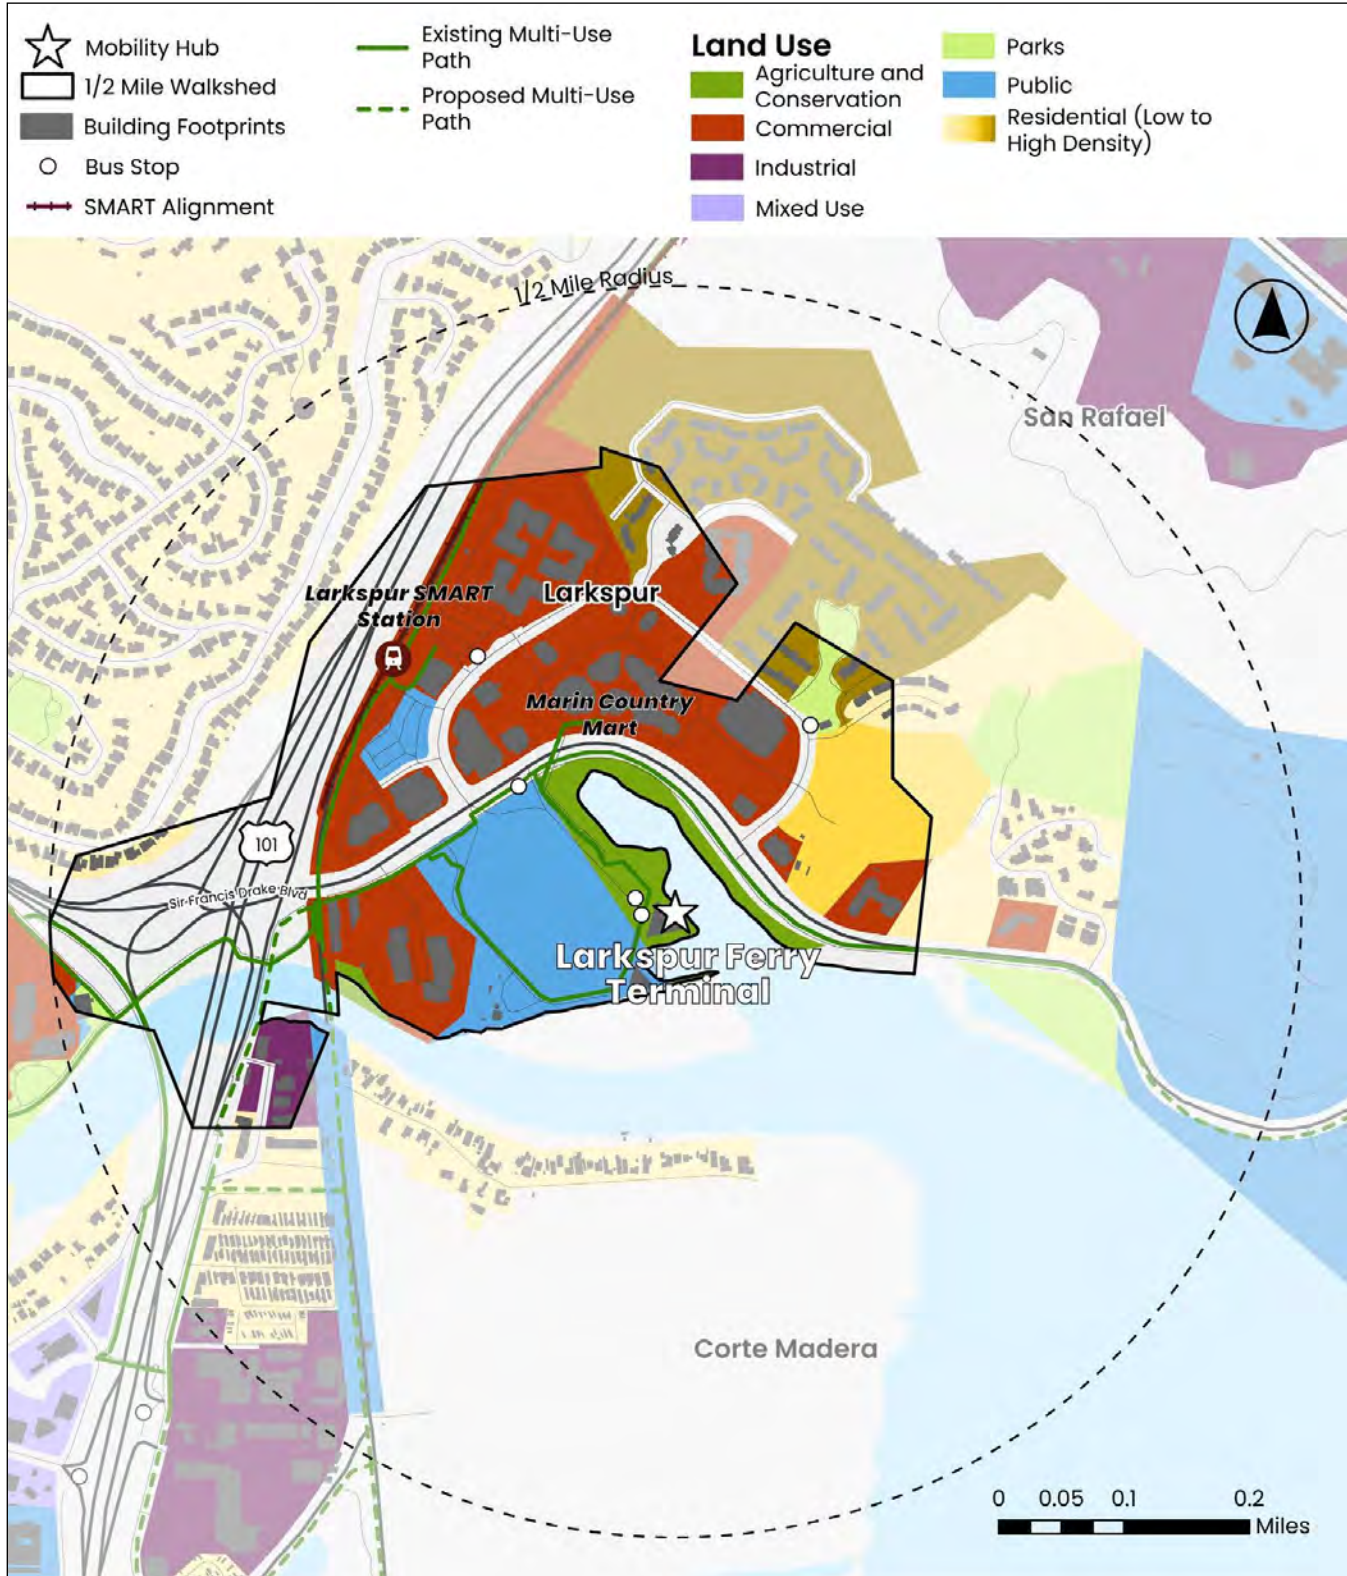 Mobility Hub
1/2 Mile Walkshed
Building Footprints
Bus Stop
SMART Alignment
Existing Multi-Use
Path
Proposed Multi-Use
Path
Land Use
Agriculture and
Conservation
Commercial
Industrial
Mixed Use
Parks
Public
Residential (Low to
High Density)
1/2 Mile Radius
San Rafael
Larkspur SMART
Station
Larkspur
Marin Country
Mart
101
Sir Francis Drake Blvd
Larkspur Ferry
Terminal
Corte Madera
0 0.05 0.1 0.2
Miles